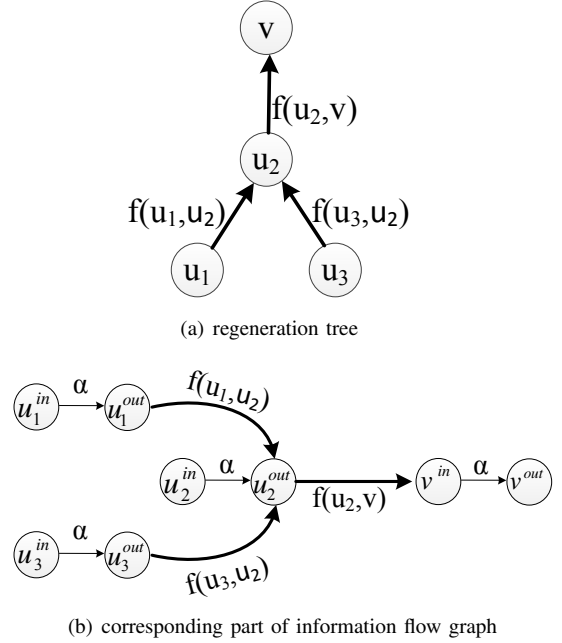 v
f(u₂,v)
u₂
f(u₁,u₂) f(u₃,u₂)
u₁ u₃
(a) regeneration tree
α f(u₁,u₂)
u₁ⁱⁿ u₁ᵒᵘᵗ
α α
u₂ⁱⁿ u₂ᵒᵘᵗ f(u₂,v) vⁱⁿ vᵒᵘᵗ
α
u₃ⁱⁿ u₃ᵒᵘᵗ
f(u₃,u₂)
(b) corresponding part of information flow graph